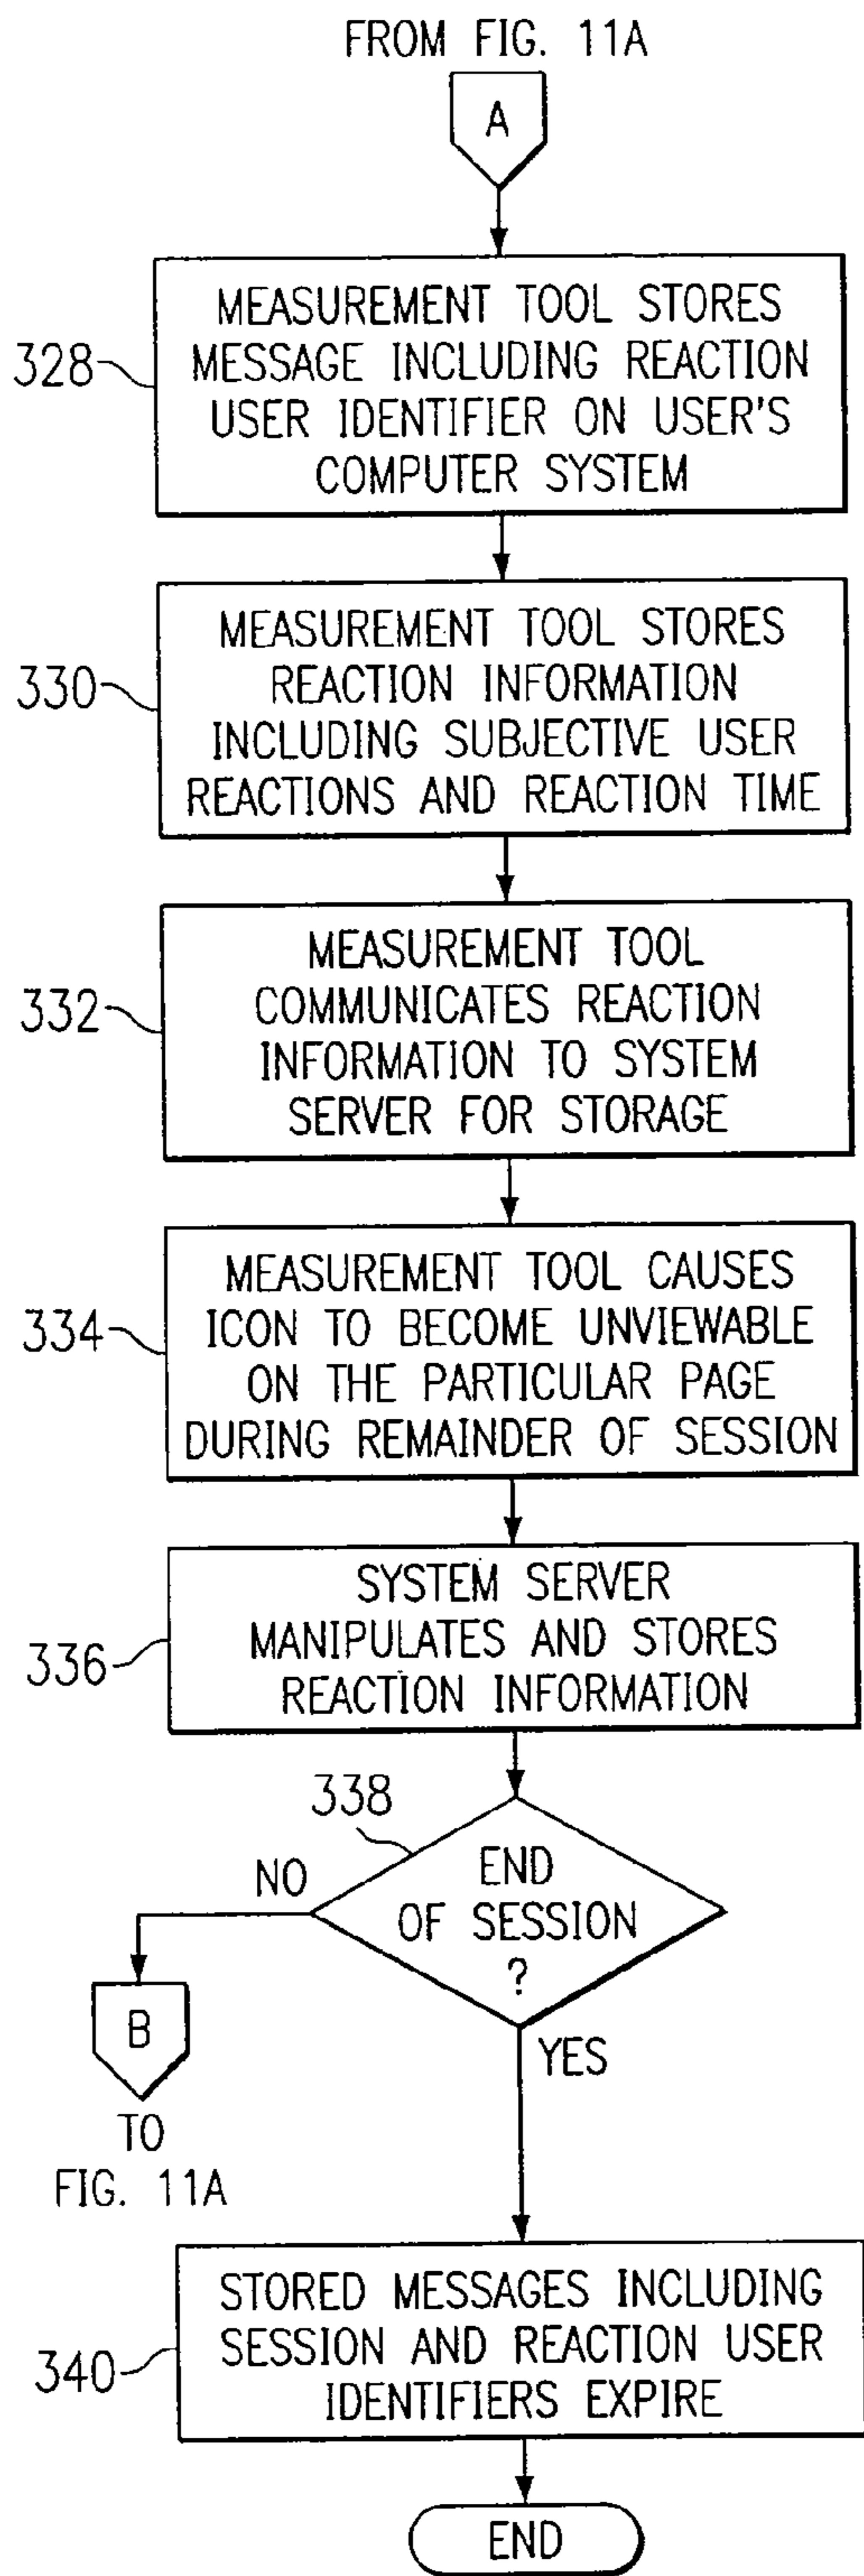 FROM FIG. 11A
A
328
MEASUREMENT TOOL STORES
MESSAGE INCLUDING REACTION
USER IDENTIFIER ON USER'S
COMPUTER SYSTEM
330
MEASUREMENT TOOL STORES
REACTION INFORMATION
INCLUDING SUBJECTIVE USER
REACTIONS AND REACTION TIME
332
MEASUREMENT TOOL
COMMUNICATES REACTION
INFORMATION TO SYSTEM
SERVER FOR STORAGE
334
MEASUREMENT TOOL CAUSES
ICON TO BECOME UNVIEWABLE
ON THE PARTICULAR PAGE
DURING REMAINDER OF SESSION
336
SYSTEM SERVER
MANIPULATES AND STORES
REACTION INFORMATION
338
END
OF SESSION
?
NO
B
TO
FIG. 11A
YES
340
STORED MESSAGES INCLUDING
SESSION AND REACTION USER
IDENTIFIERS EXPIRE
END